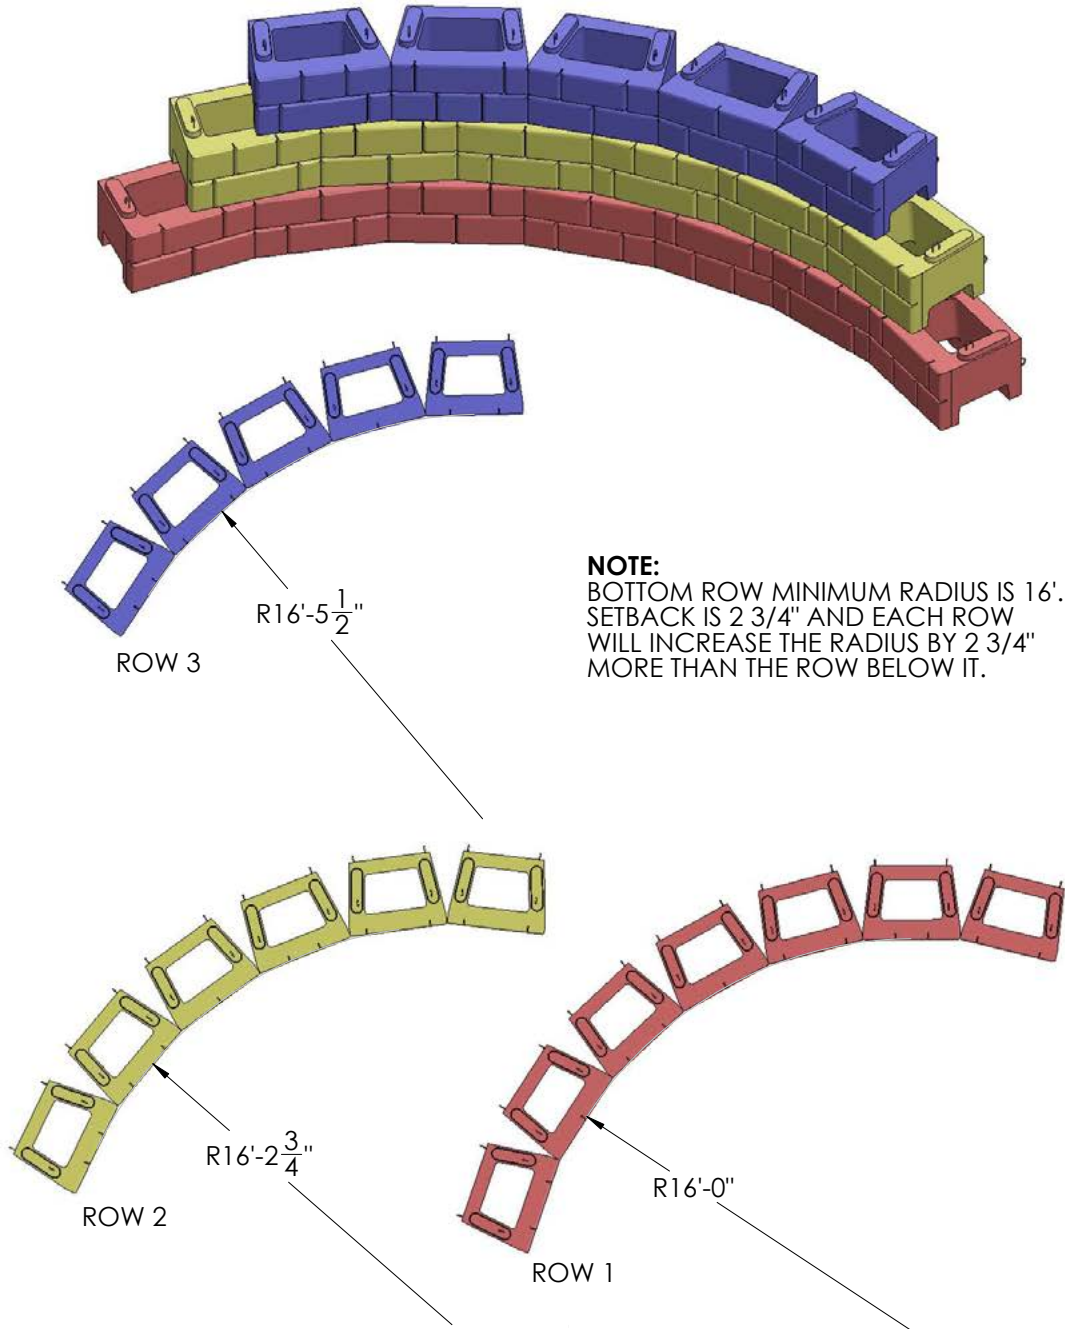 R16'-5 1/2"
ROW 3
NOTE:
BOTTOM ROW MINIMUM RADIUS IS 16'.
SETBACK IS 2 3/4" AND EACH ROW
WILL INCREASE THE RADIUS BY 2 3/4"
MORE THAN THE ROW BELOW IT.
R16'-2 3/4"
ROW 2
R16'-0"
ROW 1